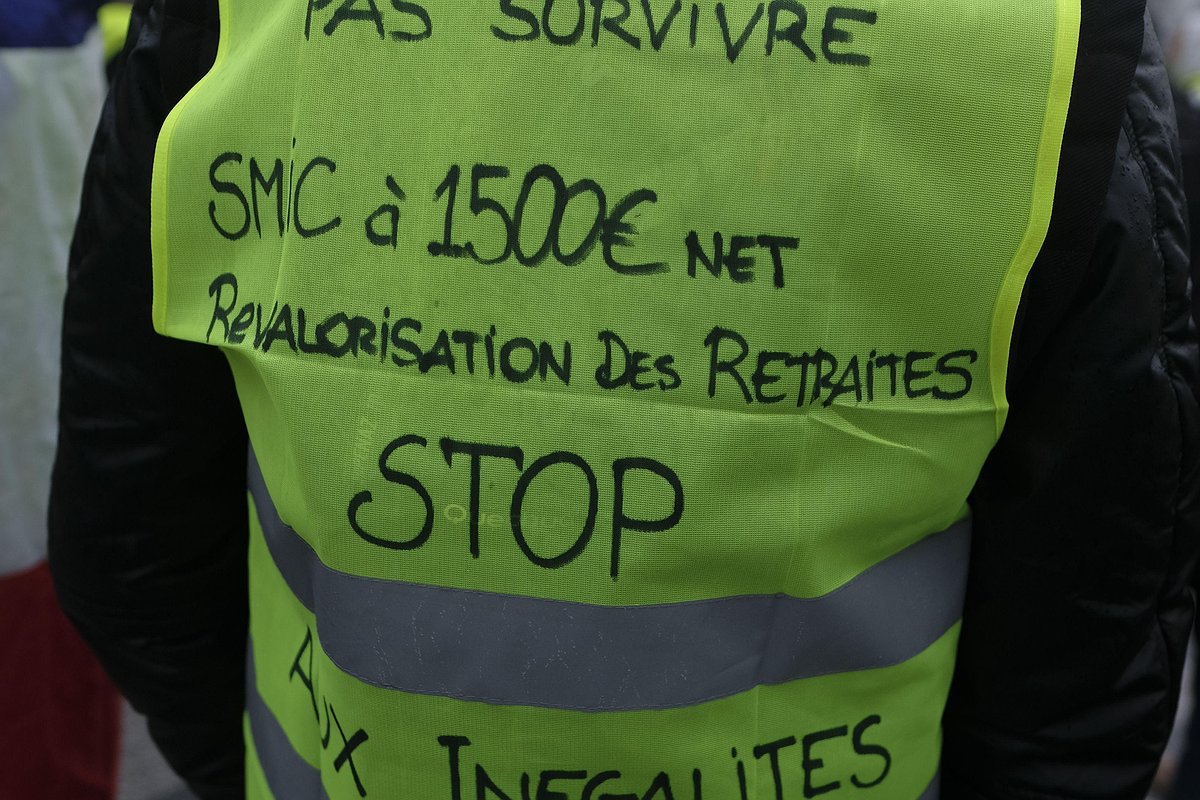 PAS SURVIVRE
SMiC à 1500€ NET
ReVALORiSATiON Des RETRAiTES
STOP
AUX INEGALiTES